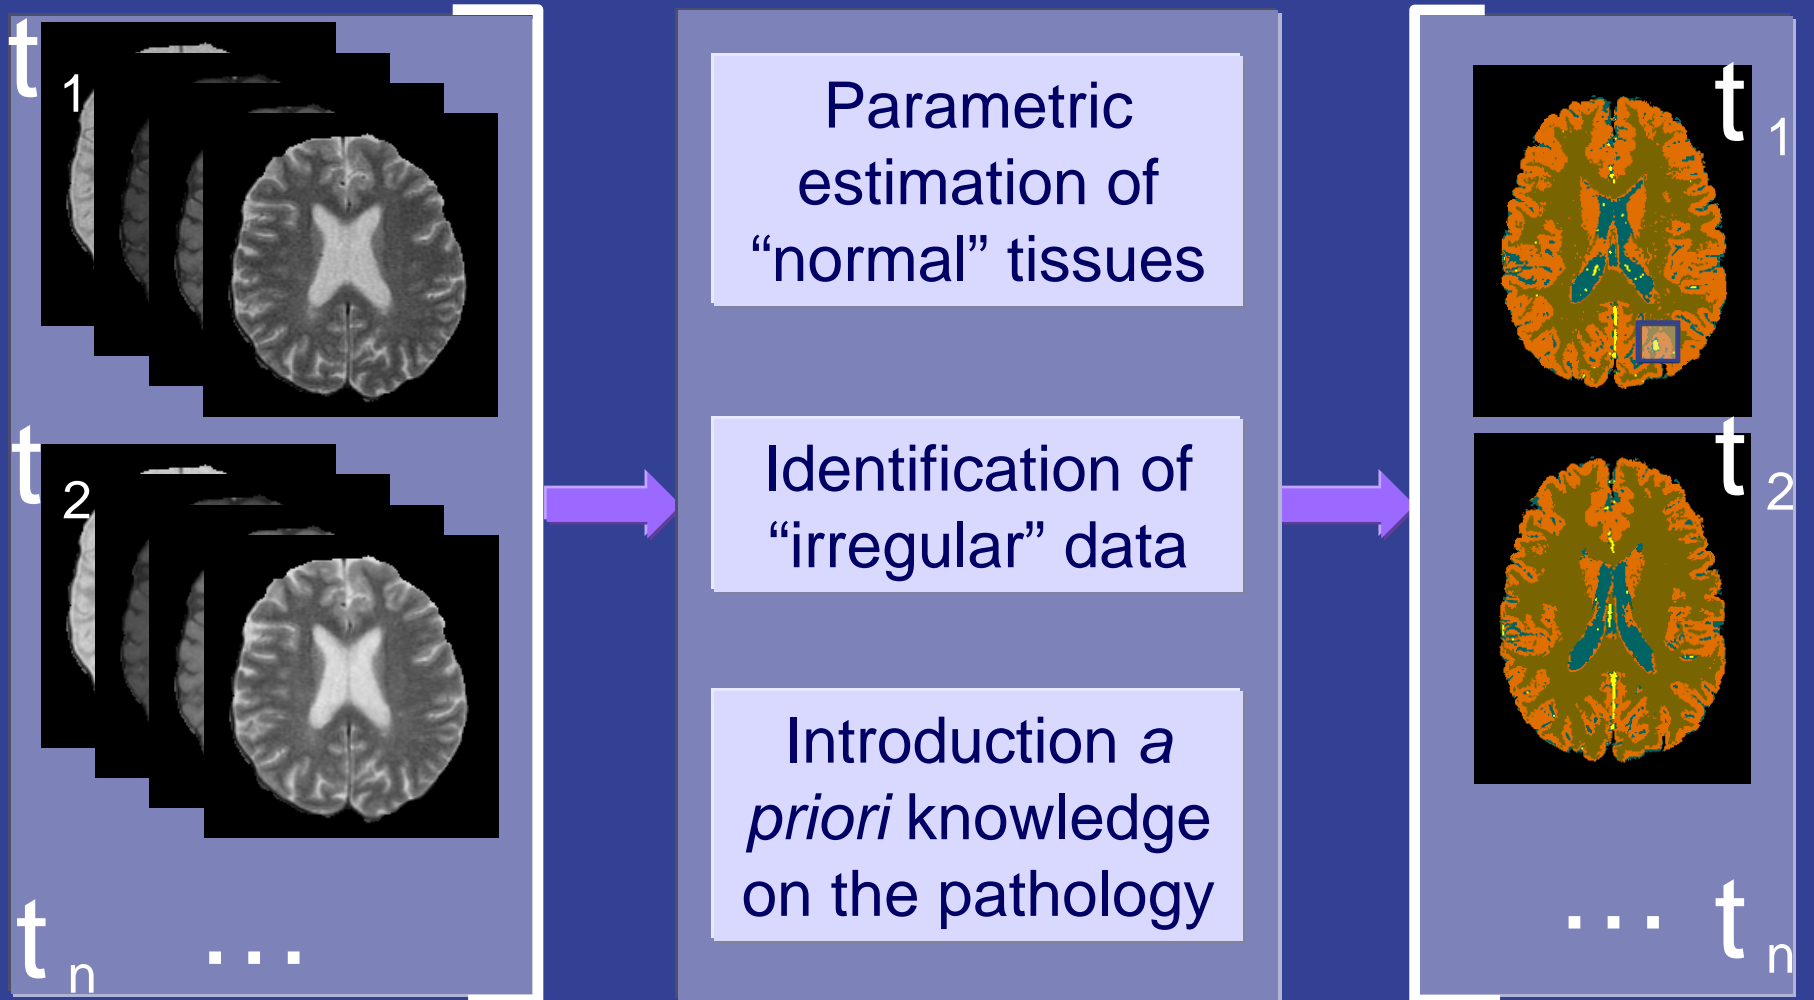 t 1
t 2
t n ...
Parametric
estimation of
“normal” tissues
Identification of
“irregular” data
Introduction a
priori knowledge
on the pathology
t 1
t 2
... t n